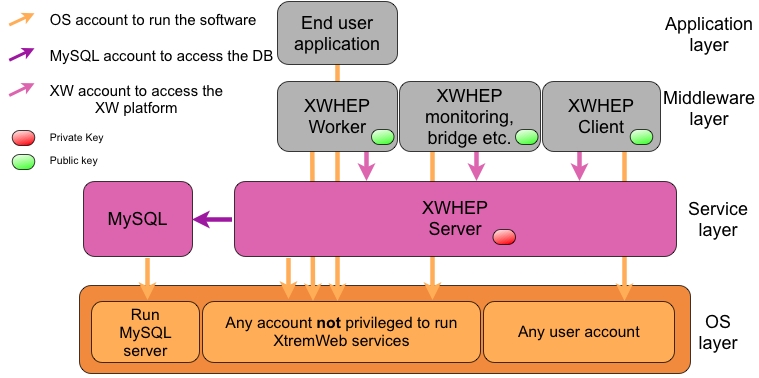 OS account to run the software
MySQL account to access the DB
XW account to access the
XW platform
Private Key
Public key
End user
application
Application
layer
XWHEP
Worker
XWHEP
monitoring,
bridge etc.
XWHEP
Client
Middleware
layer
MySQL
XWHEP
Server
Service
layer
Run
MySQL
server
Any account not privileged to run
XtremWeb services
Any user account
OS
layer